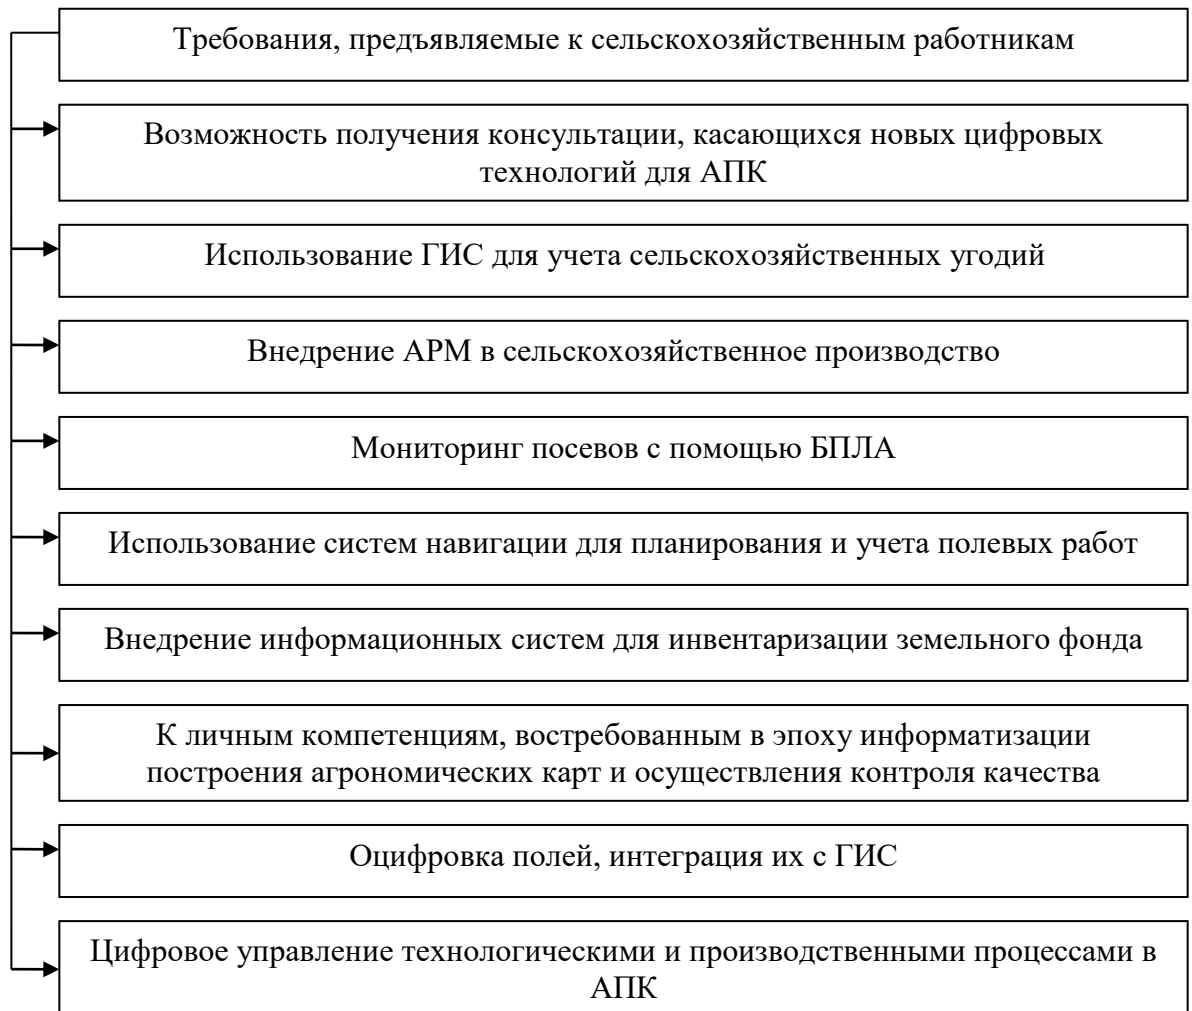 Требования, предъявляемые к сельскохозяйственным работникам
Возможность получения консультации, касающихся новых цифровых
технологий для АПК
Использование ГИС для учета сельскохозяйственных угодий
Внедрение АРМ в сельскохозяйственное производство
Мониторинг посевов с помощью БПЛА
Использование систем навигации для планирования и учета полевых работ
Внедрение информационных систем для инвентаризации земельного фонда
К личным компетенциям, востребованным в эпоху информатизации
построения агрономических карт и осуществления контроля качества
Оцифровка полей, интеграция их с ГИС
Цифровое управление технологическими и производственными процессами в
АПК